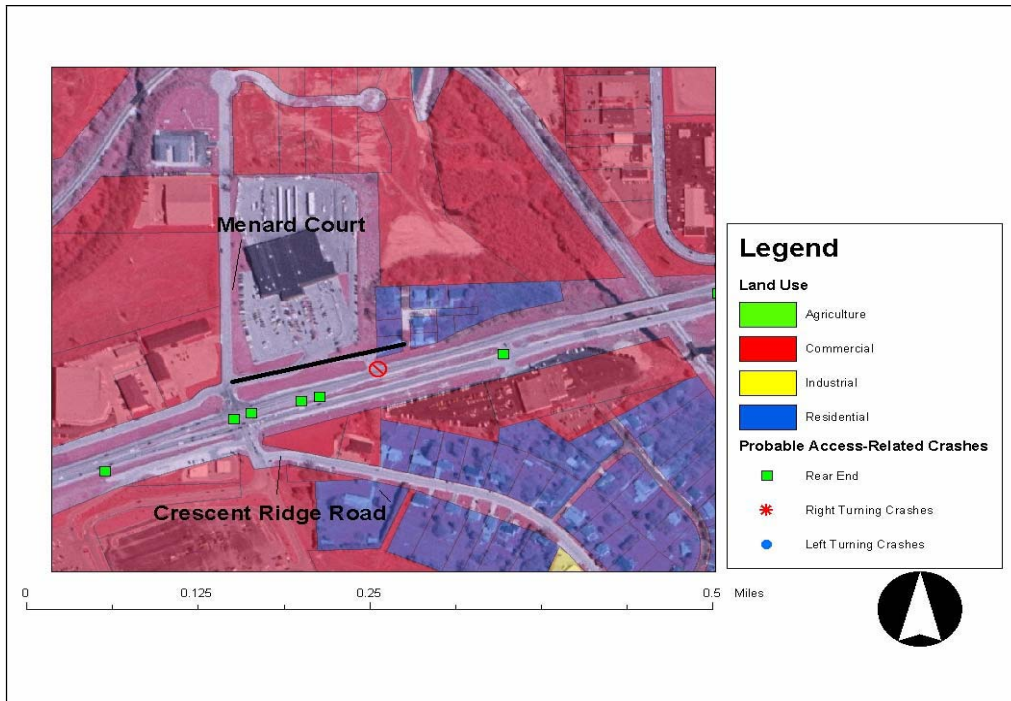 Menard Court
Crescent Ridge Road
Legend
Land Use
Agriculture
Commercial
Industrial
Residential
Probable Access-Related Crashes
Rear End
Right Turning Crashes
Left Turning Crashes
0 0.125 0.25 0.5 Miles